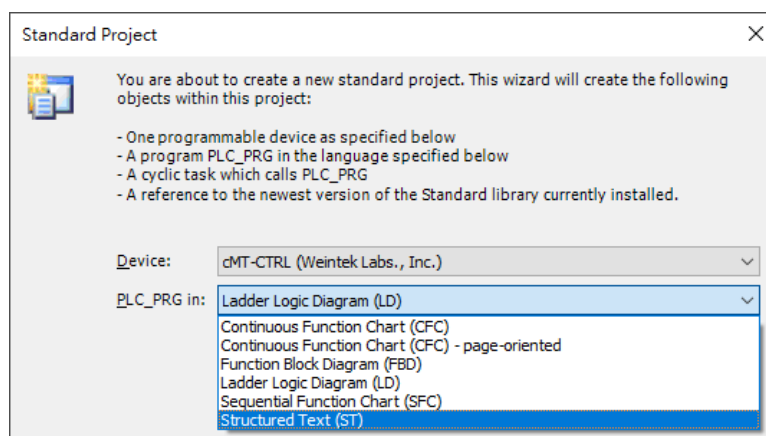 Standard Project
You are about to create a new standard project. This wizard will create the following
objects within this project:
- One programmable device as specified below
- A program PLC_PRG in the language specified below
- A cyclic task which calls PLC_PRG
- A reference to the newest version of the Standard library currently installed.
Device: cMT-CTRL (Weintek Labs., Inc.)
PLC_PRG in: Ladder Logic Diagram (LD)
Continuous Function Chart (CFC)
Continuous Function Chart (CFC) - page-oriented
Function Block Diagram (FBD)
Ladder Logic Diagram (LD)
Sequential Function Chart (SFC)
Structured Text (ST)